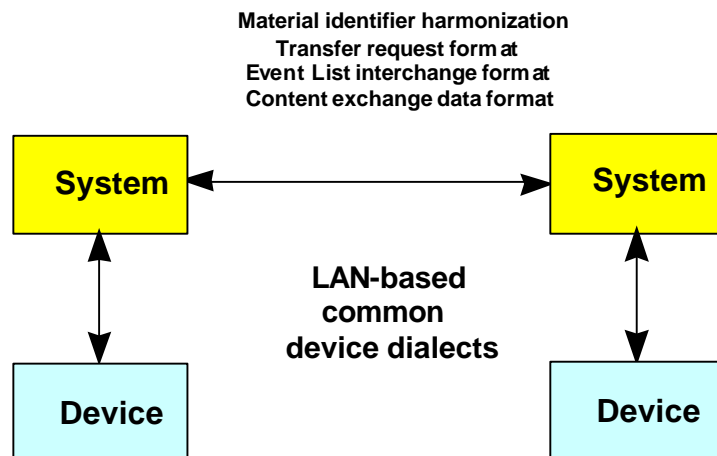 Material identifier harmonization
Transfer request format
Event List interchange format
Content exchange data format
System
System
LAN-based
common
device dialects
Device
Device